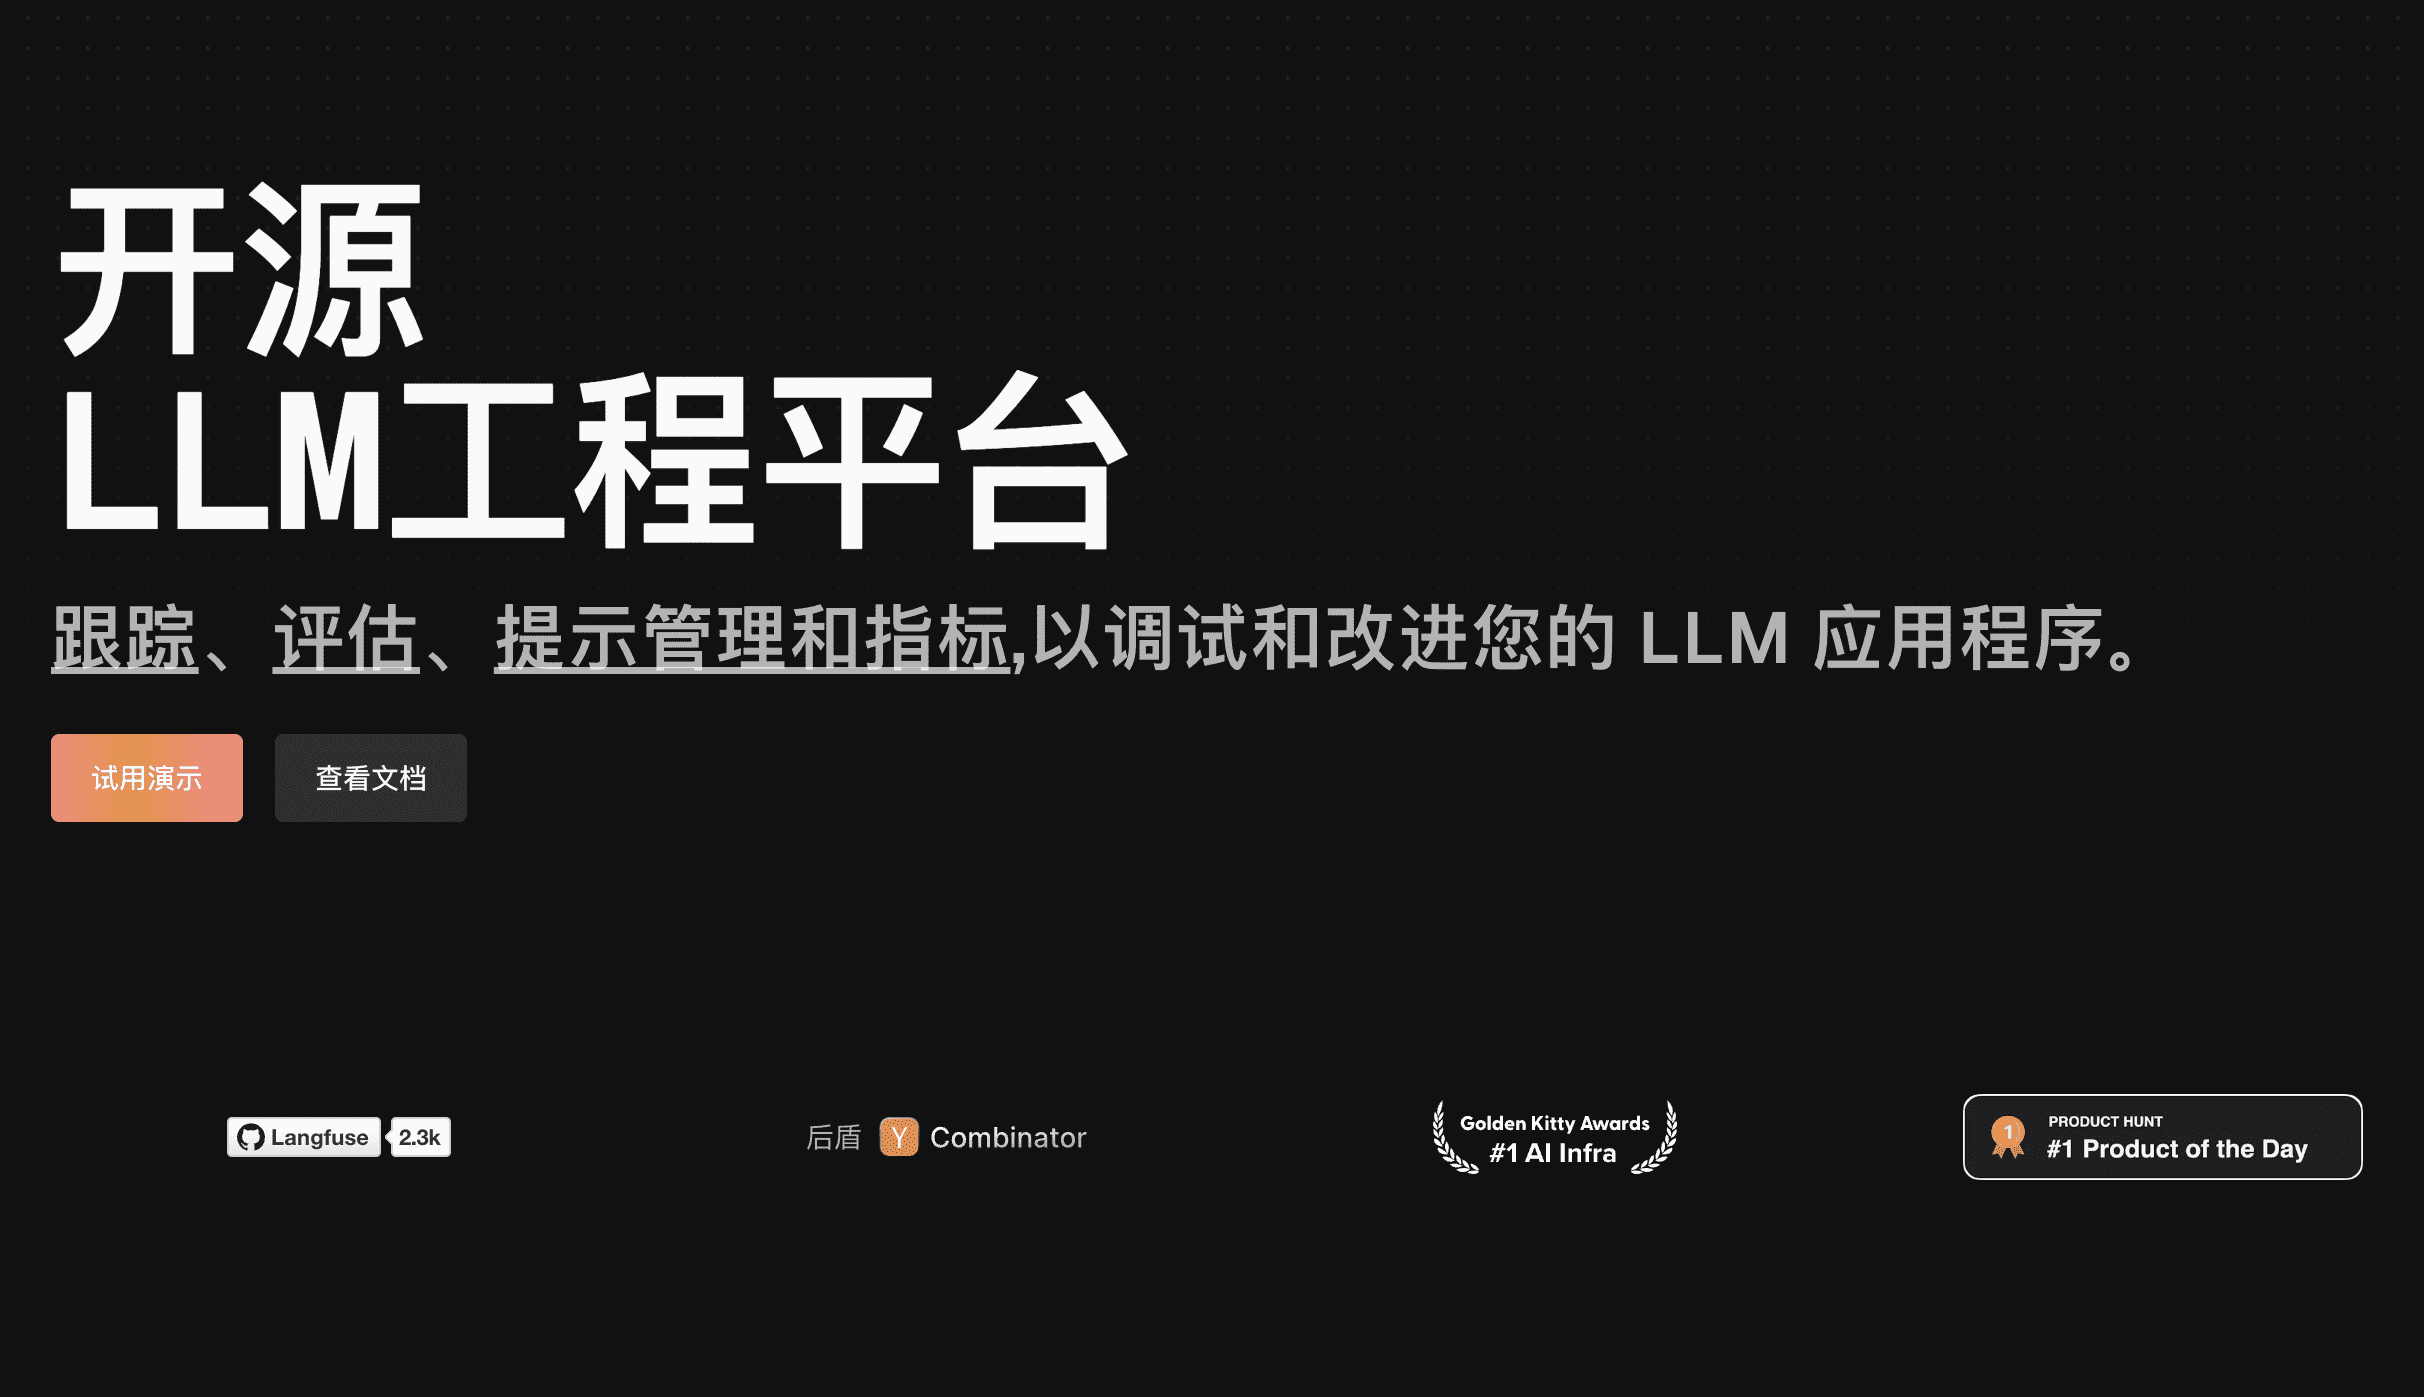 开源
LLM工程平台
跟踪、评估、提示管理和指标,以调试和改进您的 LLM 应用程序。
试用演示
查看文档
Langfuse 2.3k
后盾 Y Combinator
Golden Kitty Awards
#1 AI Infra
1
PRODUCT HUNT
#1 Product of the Day